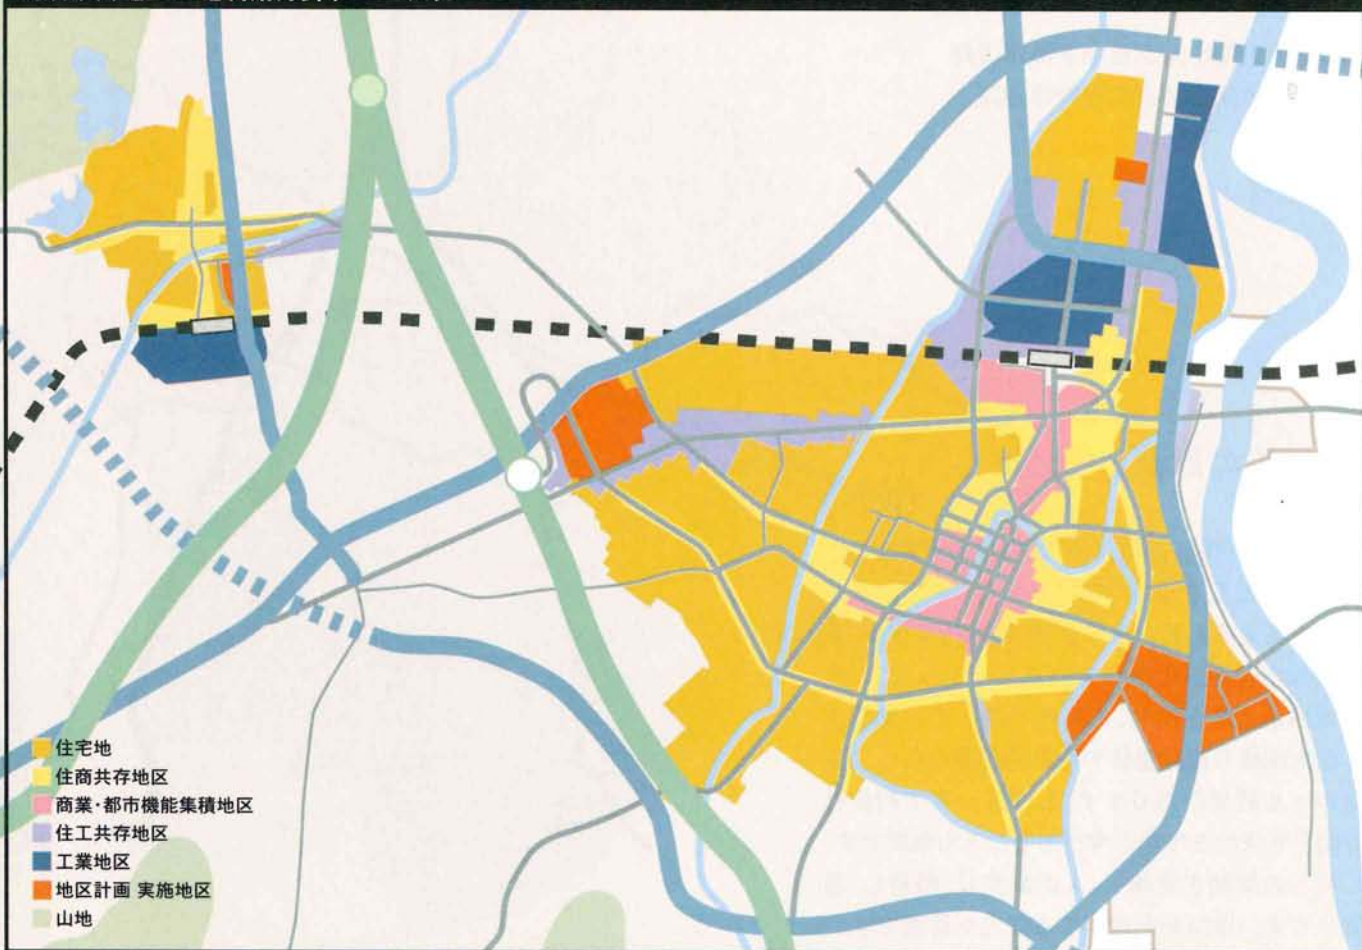 住宅地
住商共存地区
商業・都市機能集積地区
住工共存地区
工業地区
地区計画 実施地区
山地